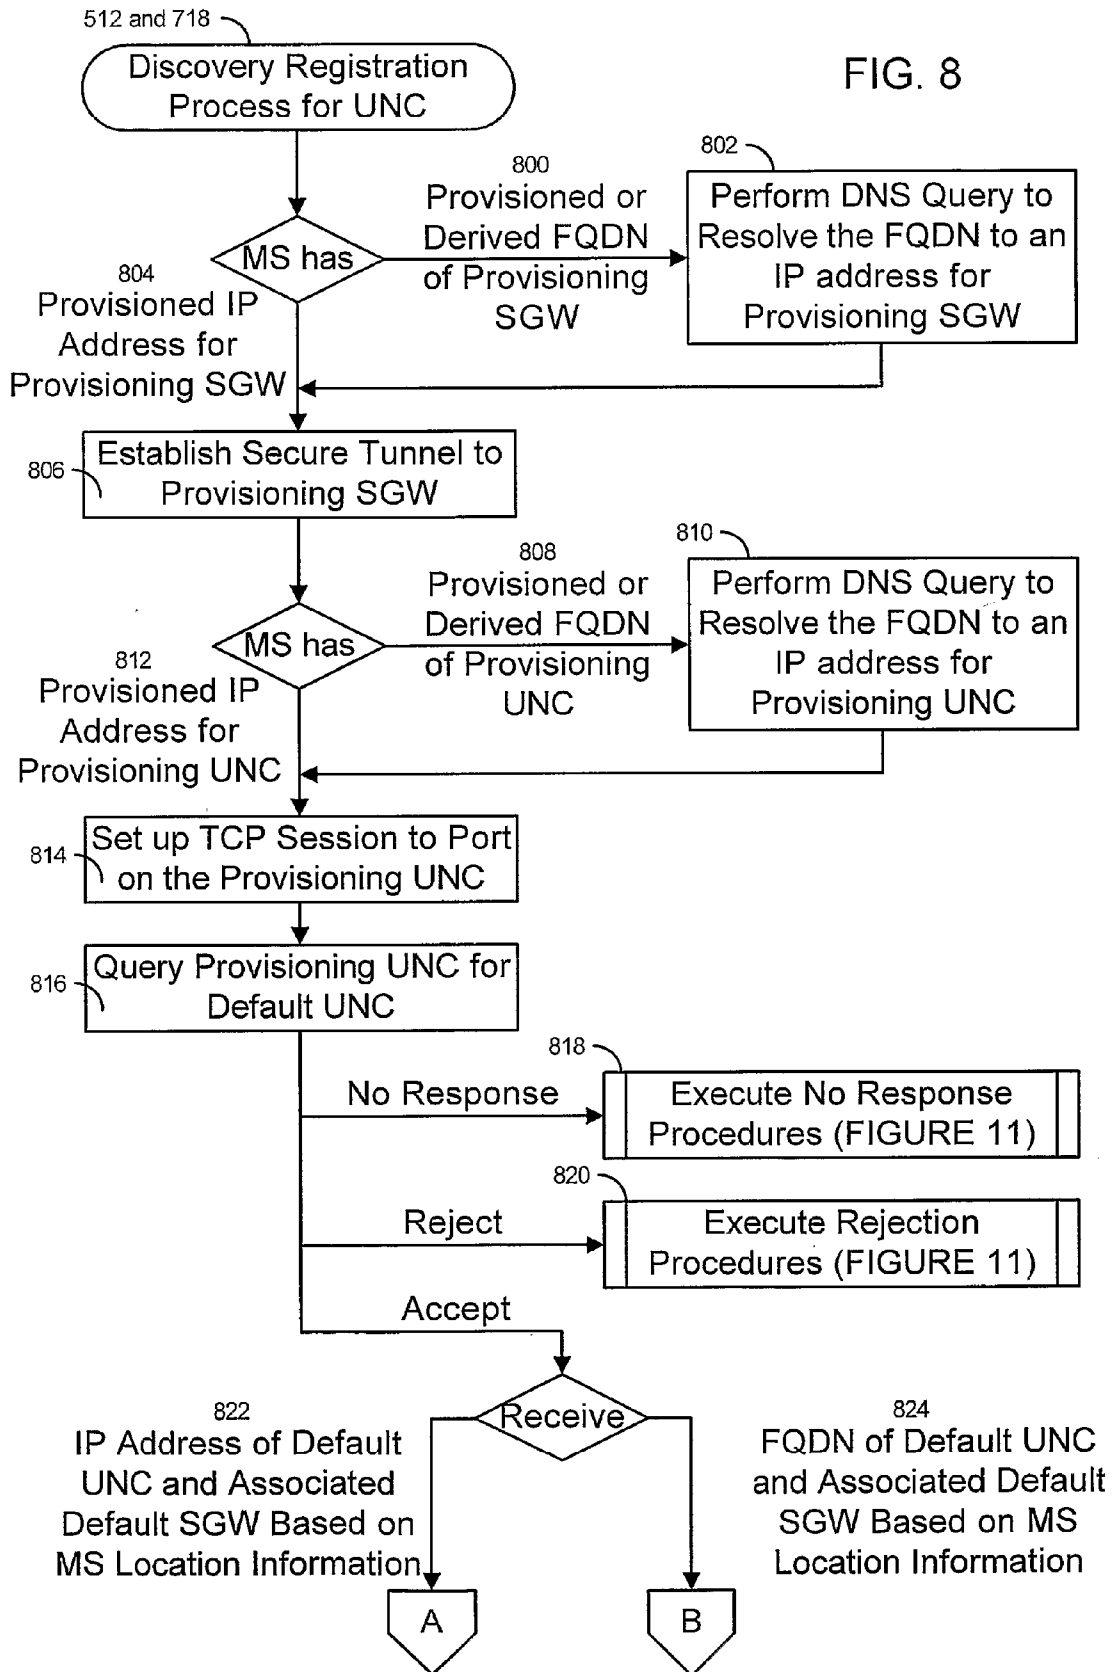 512 and 718
Discovery Registration
Process for UNC
FIG. 8
800
Provisioned or
Derived FQDN
of Provisioning
SGW
802
Perform DNS Query to
Resolve the FQDN to an
IP address for
Provisioning SGW
MS has
804
Provisioned IP
Address for
Provisioning SGW
806
Establish Secure Tunnel to
Provisioning SGW
808
Provisioned or
Derived FQDN
of Provisioning
UNC
810
Perform DNS Query to
Resolve the FQDN to an
IP address for
Provisioning UNC
MS has
812
Provisioned IP
Address for
Provisioning UNC
814
Set up TCP Session to Port
on the Provisioning UNC
816
Query Provisioning UNC for
Default UNC
No Response
818
Execute No Response
Procedures (FIGURE 11)
Reject
820
Execute Rejection
Procedures (FIGURE 11)
Accept
Receive
822
IP Address of Default
UNC and Associated
Default SGW Based on
MS Location Information
824
FQDN of Default UNC
and Associated Default
SGW Based on MS
Location Information
A
B